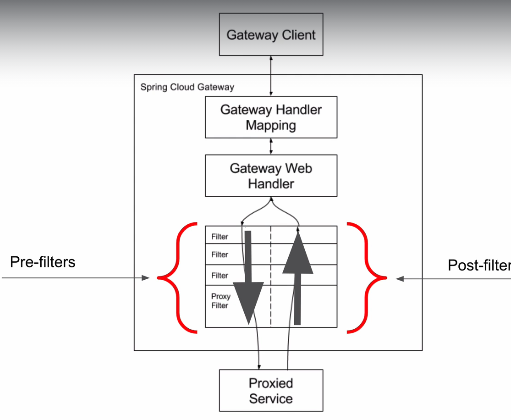 Gateway Client
Spring Cloud Gateway
Gateway Handler
Mapping
Gateway Web
Handler
Filter
Filter
Filter
Proxy
Filter
Pre-filters
Post-filter
Proxied
Service